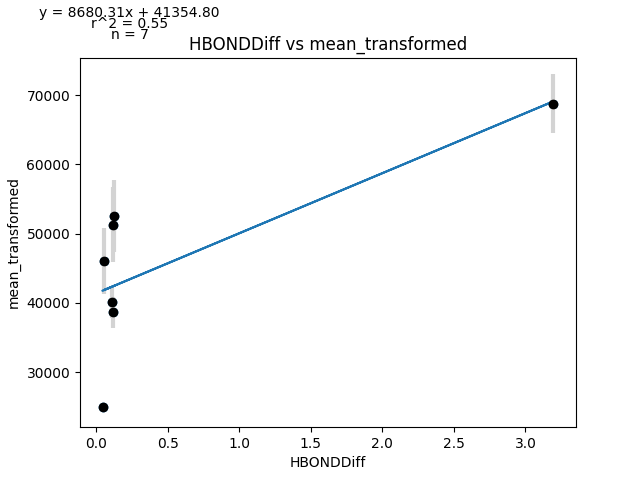 y = 8680.31x + 41354.80
r^2 = 0.55
n = 7
HBONDDiff vs mean_transformed
70000
60000
50000
40000
30000
mean_transformed
0.0 0.5 1.0 1.5 2.0 2.5 3.0
HBONDDiff